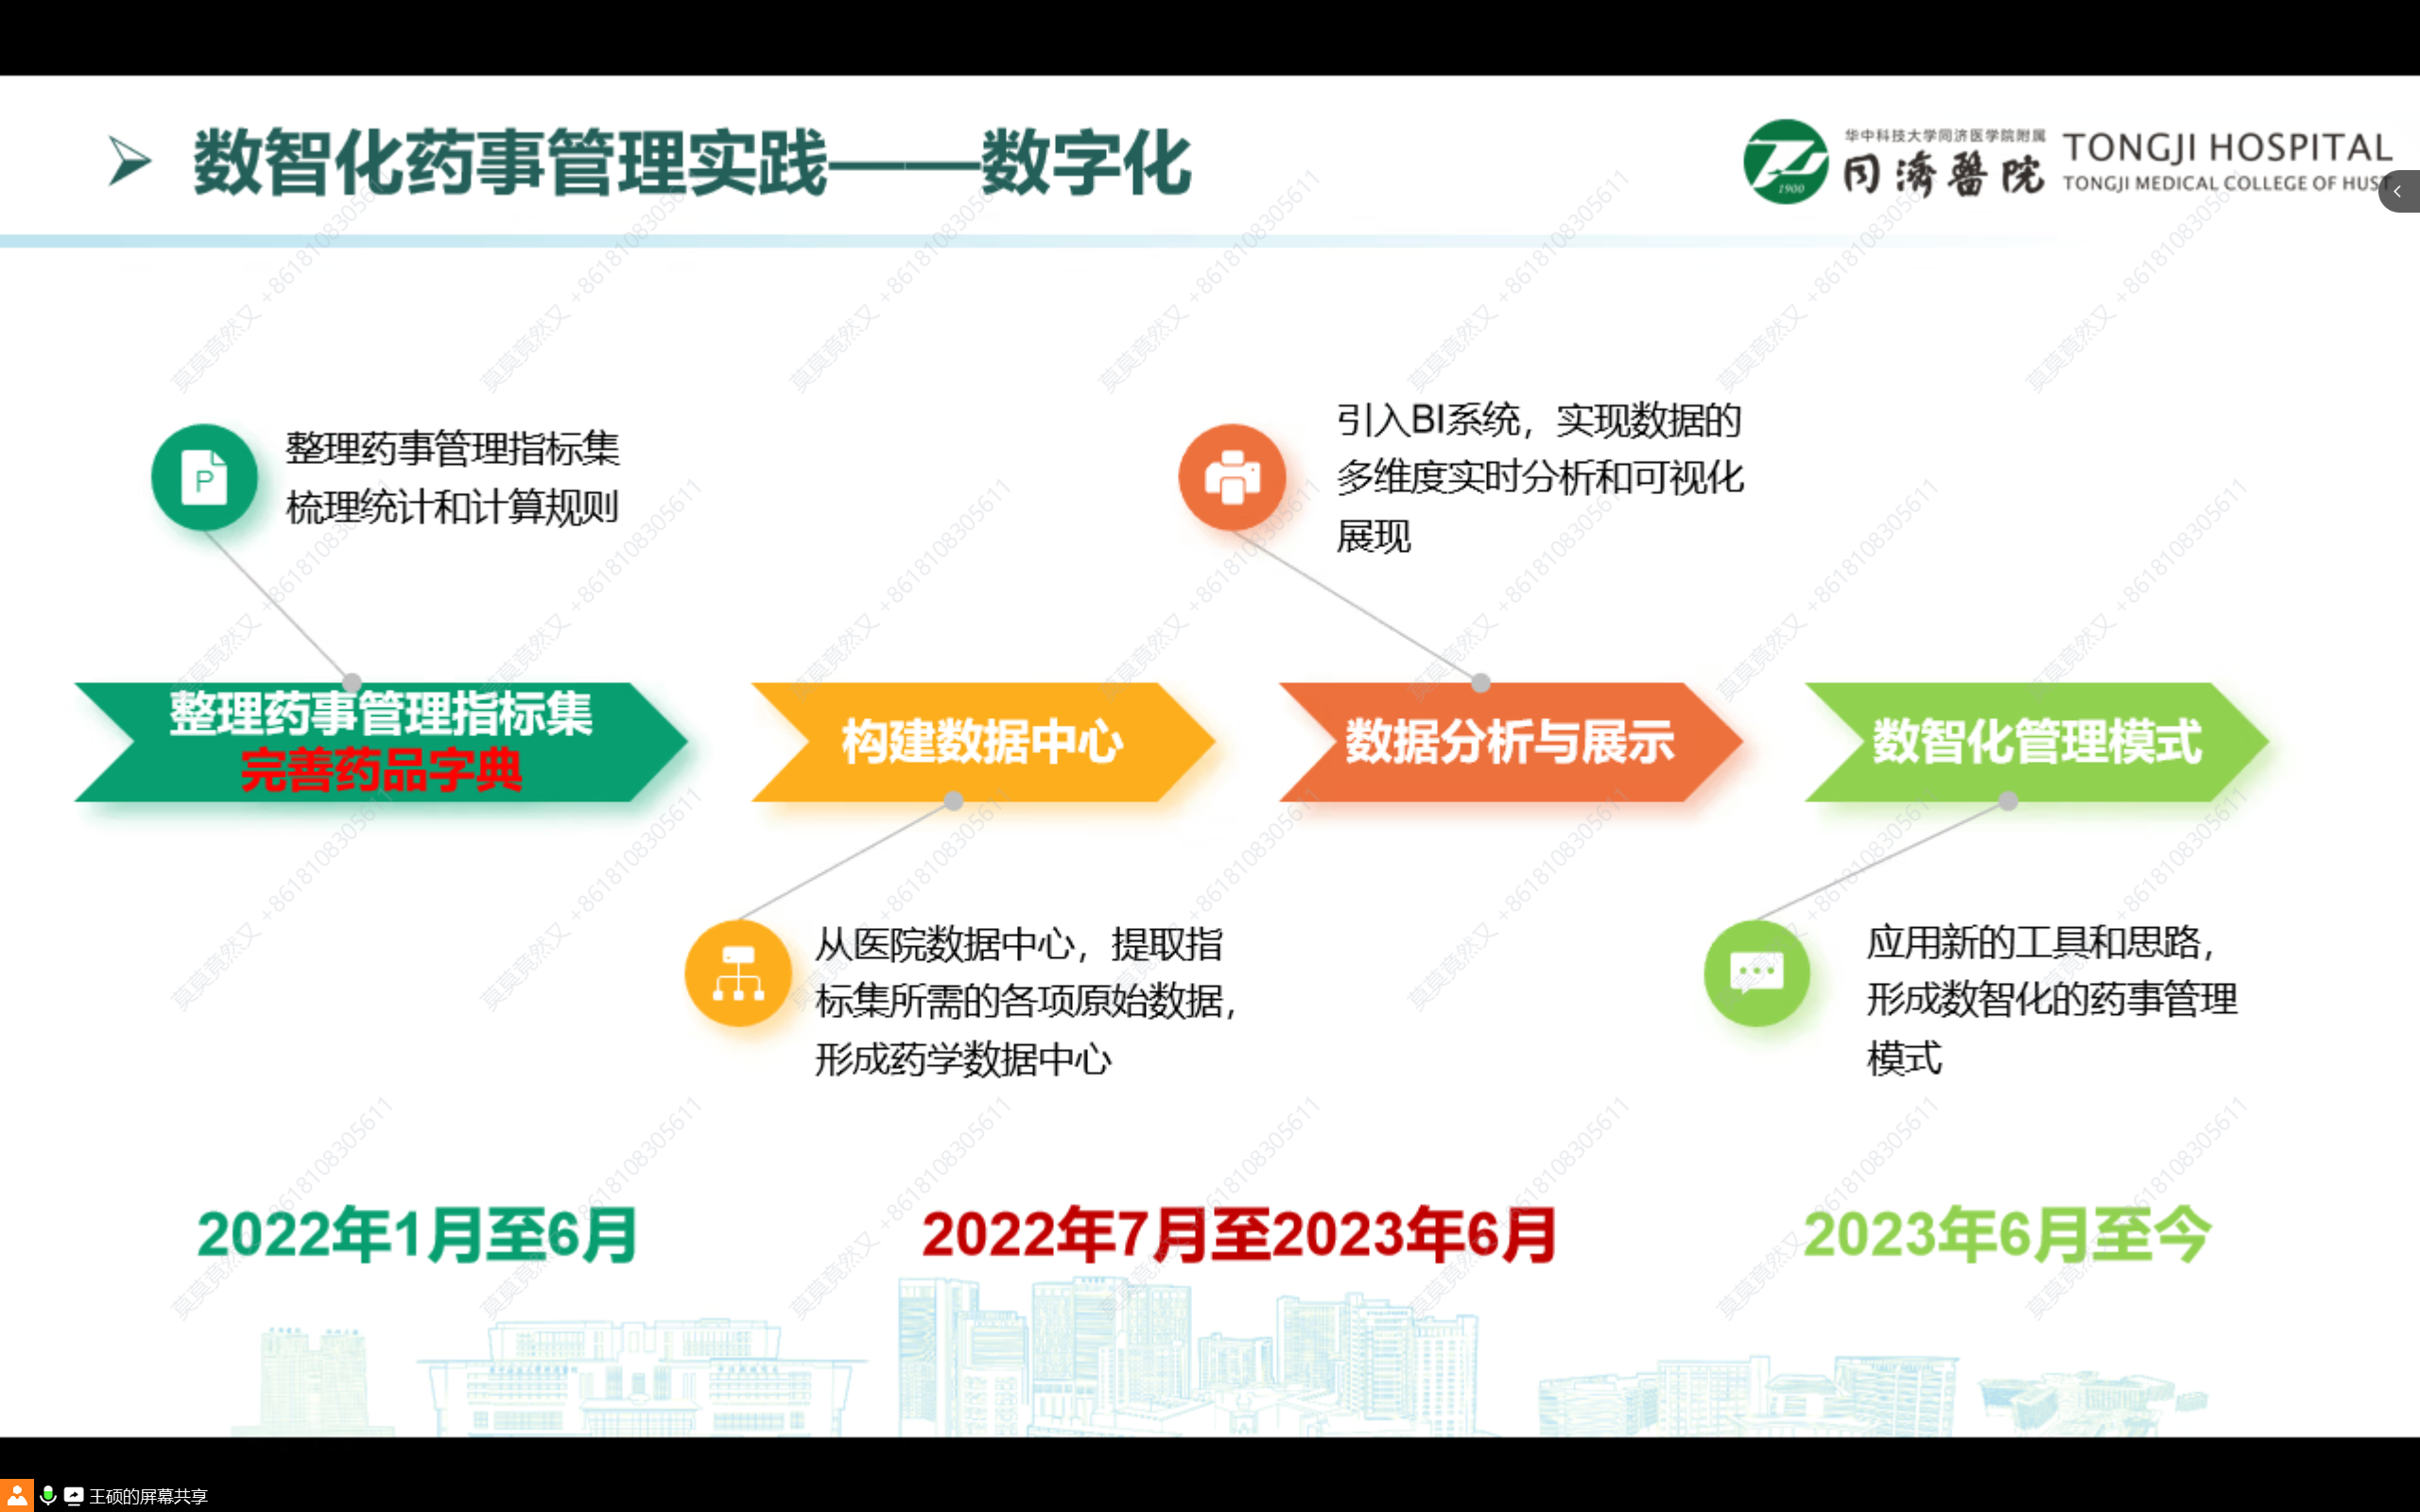 数智化药事管理实践——数字化
华中科技大学同济医学院附属
同濟醫院
TONGJI HOSPITAL
TONGJI MEDICAL COLLEGE OF HUST
1900
整理药事管理指标集
梳理统计和计算规则
引入BI系统，实现数据的
多维度实时分析和可视化
展现
P
整理药事管理指标集
完善药品字典
构建数据中心
数据分析与展示
数智化管理模式
从医院数据中心，提取指
标集所需的各项原始数据，
形成药学数据中心
应用新的工具和思路，
形成数智化的药事管理
模式
2022年1月至6月
2022年7月至2023年6月
2023年6月至今
莫莫竟然又 +8618108305611
王硕的屏幕共享